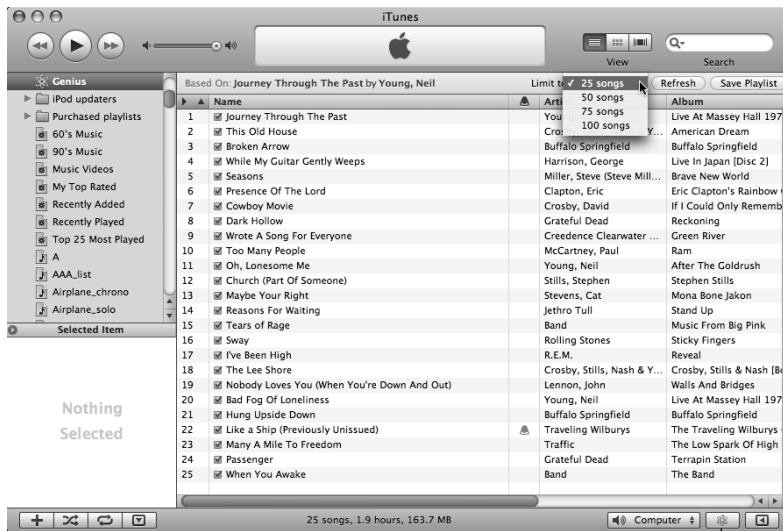 iTunes
View
Search
Genius
Based On: Journey Through The Past by Young, Neil Limit to 25 songs Refresh Save Playlist
50 songs
75 songs
100 songs
iPod updaters
Purchased playlists
60's Music
90's Music
Music Videos
My Top Rated
Recently Added
Recently Played
Top 25 Most Played
A
AAA_list
Airplane_chrono
Airplane_solo
Selected Item
Nothing
Selected
Name Album
1 Journey Through The Past Live At Massey Hall 197
2 This Old House American Dream
3 Broken Arrow Buffalo Springfield Buffalo Springfield
4 While My Guitar Gently Weeps Harrison, George Live In Japan [Disc 2]
5 Seasons Miller, Steve (Steve Mill... Brave New World
6 Presence Of The Lord Clapton, Eric Eric Clapton's Rainbow
7 Cowboy Movie Crosby, David If I Could Only Rememb
8 Dark Hollow Grateful Dead Reckoning
9 Wrote A Song For Everyone Creedence Clearwater ... Green River
10 Too Many People McCartney, Paul Ram
11 Oh, Lonesome Me Young, Neil After The Goldrush
12 Church (Part Of Someone) Stills, Stephen Stephen Stills
13 Maybe Your Right Stevens, Cat Mona Bone Jakon
14 Reasons For Waiting Jethro Tull Stand Up
15 Tears of Rage Band Music From Big Pink
16 Sway Rolling Stones Sticky Fingers
17 I've Been High R.E.M. Reveal
18 The Lee Shore Crosby, Stills, Nash & Y... Crosby, Stills & Nash [Bo
19 Nobody Loves You (When You're Down And Out) Lennon, John Walls And Bridges
20 Bad Fog Of Loneliness Young, Neil Live At Massey Hall 197
21 Hung Upside Down Buffalo Springfield Buffalo Springfield
22 Like a Ship (Previously Unissued) Traveling Wilburys The Traveling Wilburys
23 Many A Mile To Freedom Traffic The Low Spark Of High
24 Passenger Grateful Dead Terrapin Station
25 When You Awake Band The Band
25 songs, 1.9 hours, 163.7 MB
Computer